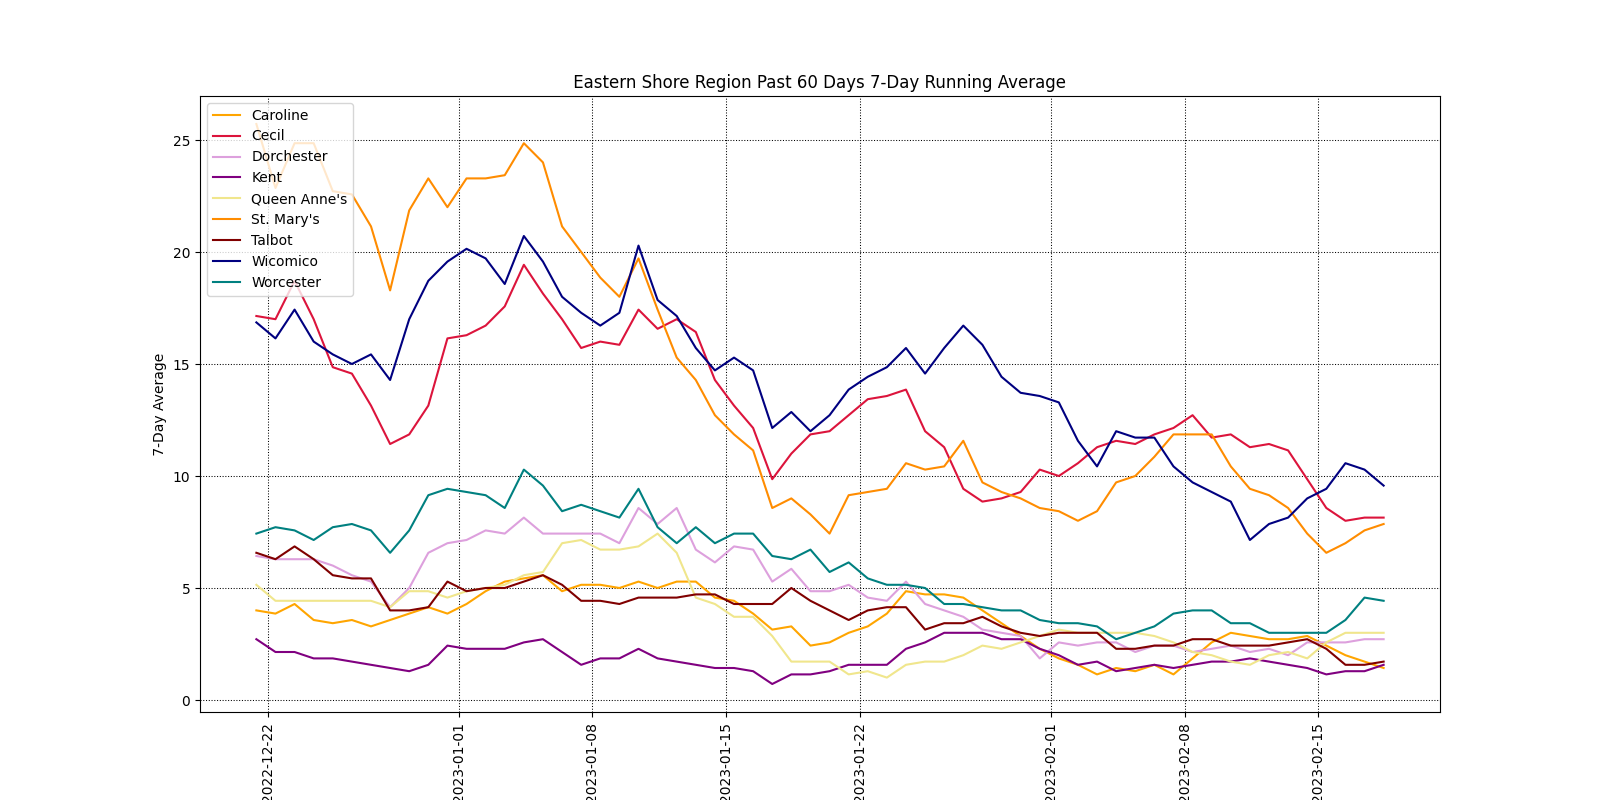 Eastern Shore Region Past 60 Days 7-Day Running Average
Caroline
Cecil
Dorchester
Kent
Queen Anne's
St. Mary's
Talbot
Wicomico
Worcester
7-Day Average
25
20
15
10
5
0
2022-12-22
2023-01-01
2023-01-08
2023-01-15
2023-01-22
2023-02-01
2023-02-08
2023-02-15